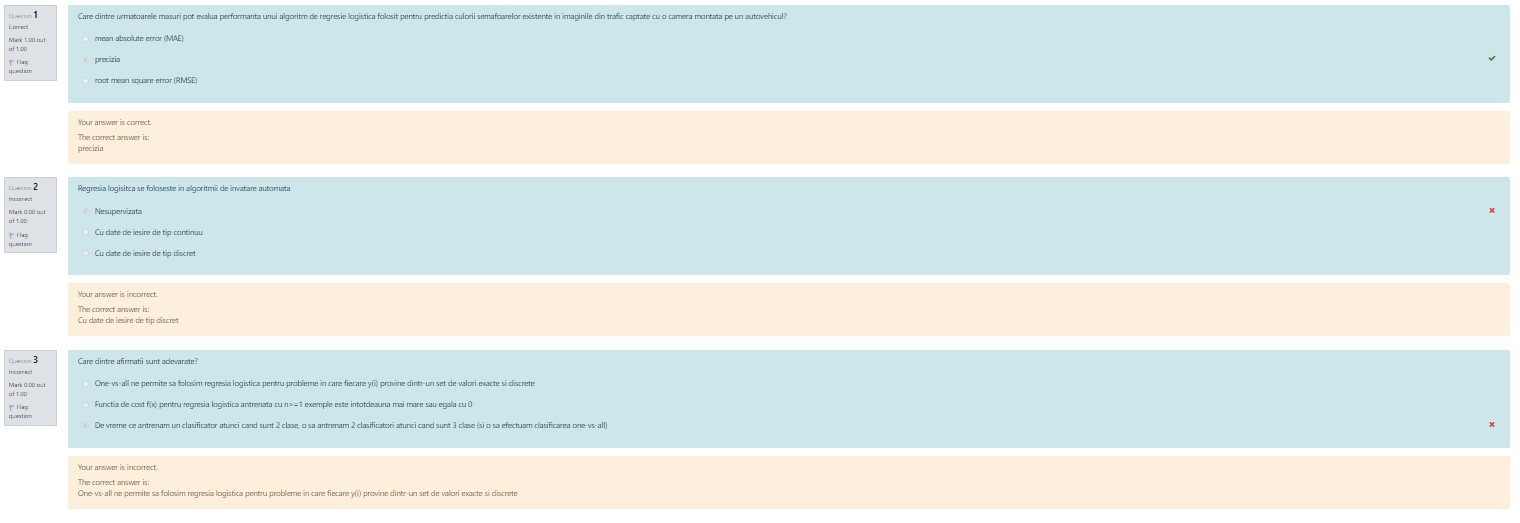 Question 1
Correct
Mark 1.00 out
of 1.00
Flag
question
Care dintre urmatoarele masuri pot evalua performanta unui algoritm de regresie logistica folosit pentru predictia culorii semafoarelor existente in imaginile din trafic captate cu o camera montata pe un autovehicul?
mean absolute error (MAE)
precizia
root mean square error (RMSE)
Your answer is correct.
The correct answer is:
precizia
Question 2
Incorrect
Mark 0.00 out
of 1.00
Flag
question
Regresia logisitca se foloseste in algoritmii de invatare automata
Nesupervizata
Cu date de iesire de tip continuu
Cu date de iesire de tip discret
Your answer is incorrect.
The correct answer is:
Cu date de iesire de tip discret
Question 3
Incorrect
Mark 0.00 out
of 1.00
Flag
question
Care dintre afirmatii sunt adevarate?
One-vs-all ne permite sa folosim regresia logistica pentru probleme in care fiecare y(i) provine dintr-un set de valori exacte si discrete
Functia de cost f(x) pentru regresia logistica antrenata cu n>=1 exemple este intotdeauna mai mare sau egala cu 0
De vreme ce antrenam un clasificator atunci cand sunt 2 clase, o sa antrenam 2 clasificatori atunci cand sunt 3 clase (si o sa efectuam clasificarea one-vs-all)
Your answer is incorrect.
The correct answer is:
One-vs-all ne permite sa folosim regresia logistica pentru probleme in care fiecare y(i) provine dintr-un set de valori exacte si discrete